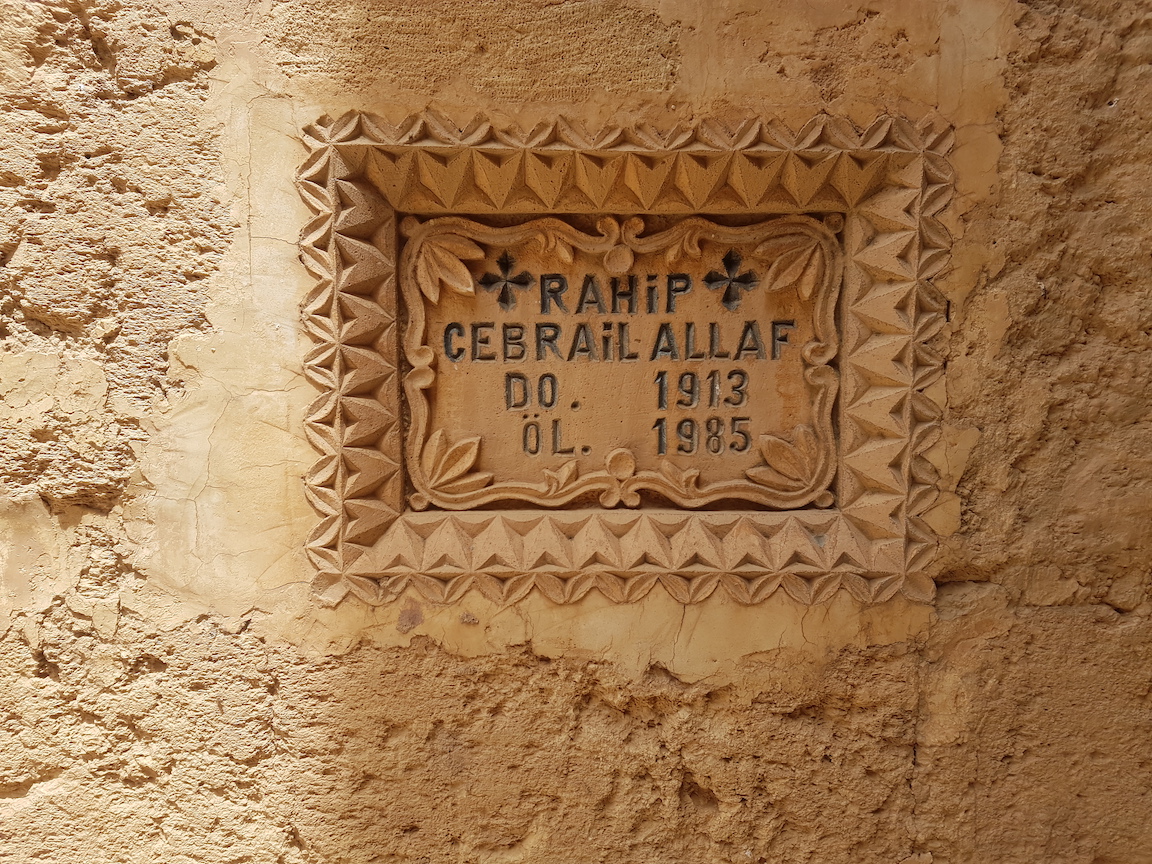 RAHİP
CEBRAİL ALLAF
DO. 1913
ÖL. 1985